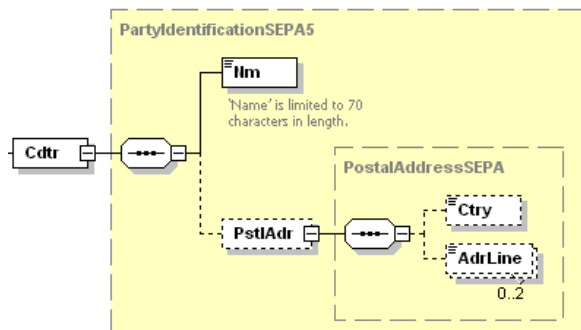 PartyIdentificationSEPA5
Nm
'Name' is limited to 70
characters in length.
Cdtr
PostalAddressSEPA
Ctry
PstlAdr
AdrLine
0..2